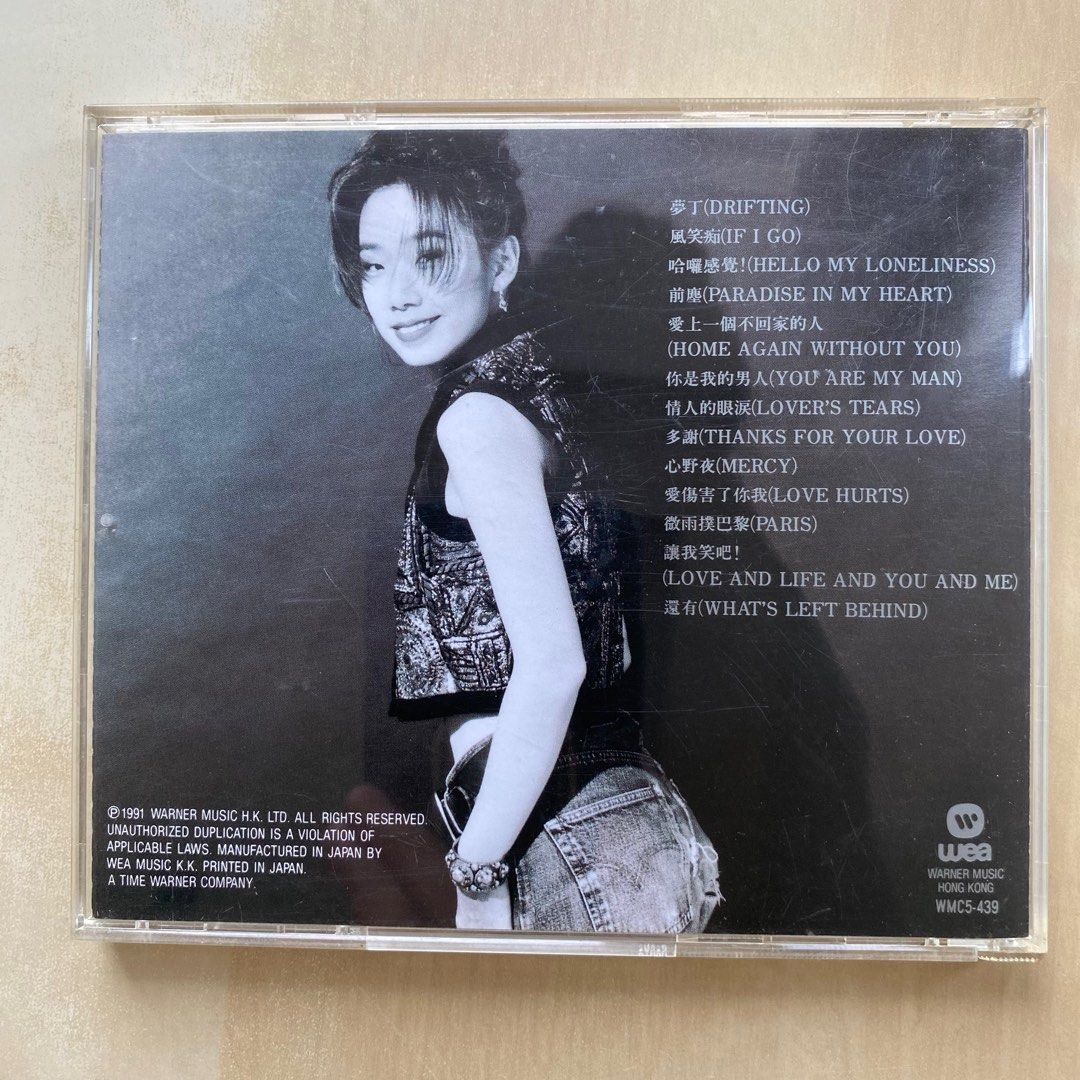 夢丁(DRIFTING)
風笑痴(IF I GO)
哈囉感覺!(HELLO MY LONELINESS)
前塵(PARADISE IN MY HEART)
愛上一個不回家的人
(HOME AGAIN WITHOUT YOU)
你是我的男人(YOU ARE MY MAN)
情人的眼淚(LOVER'S TEARS)
多謝(THANKS FOR YOUR LOVE)
心野夜(MERCY)
愛傷害了你我(LOVE HURTS)
微雨撲巴黎(PARIS)
讓我笑吧!
(LOVE AND LIFE AND YOU AND ME)
還有(WHAT'S LEFT BEHIND)
℗1991 WARNER MUSIC H.K. LTD. ALL RIGHTS RESERVED.
UNAUTHORIZED DUPLICATION IS A VIOLATION OF
APPLICABLE LAWS. MANUFACTURED IN JAPAN BY
WEA MUSIC K.K. PRINTED IN JAPAN.
A TIME WARNER COMPANY.
wea
WARNER MUSIC
HONG KONG
WMC5-439